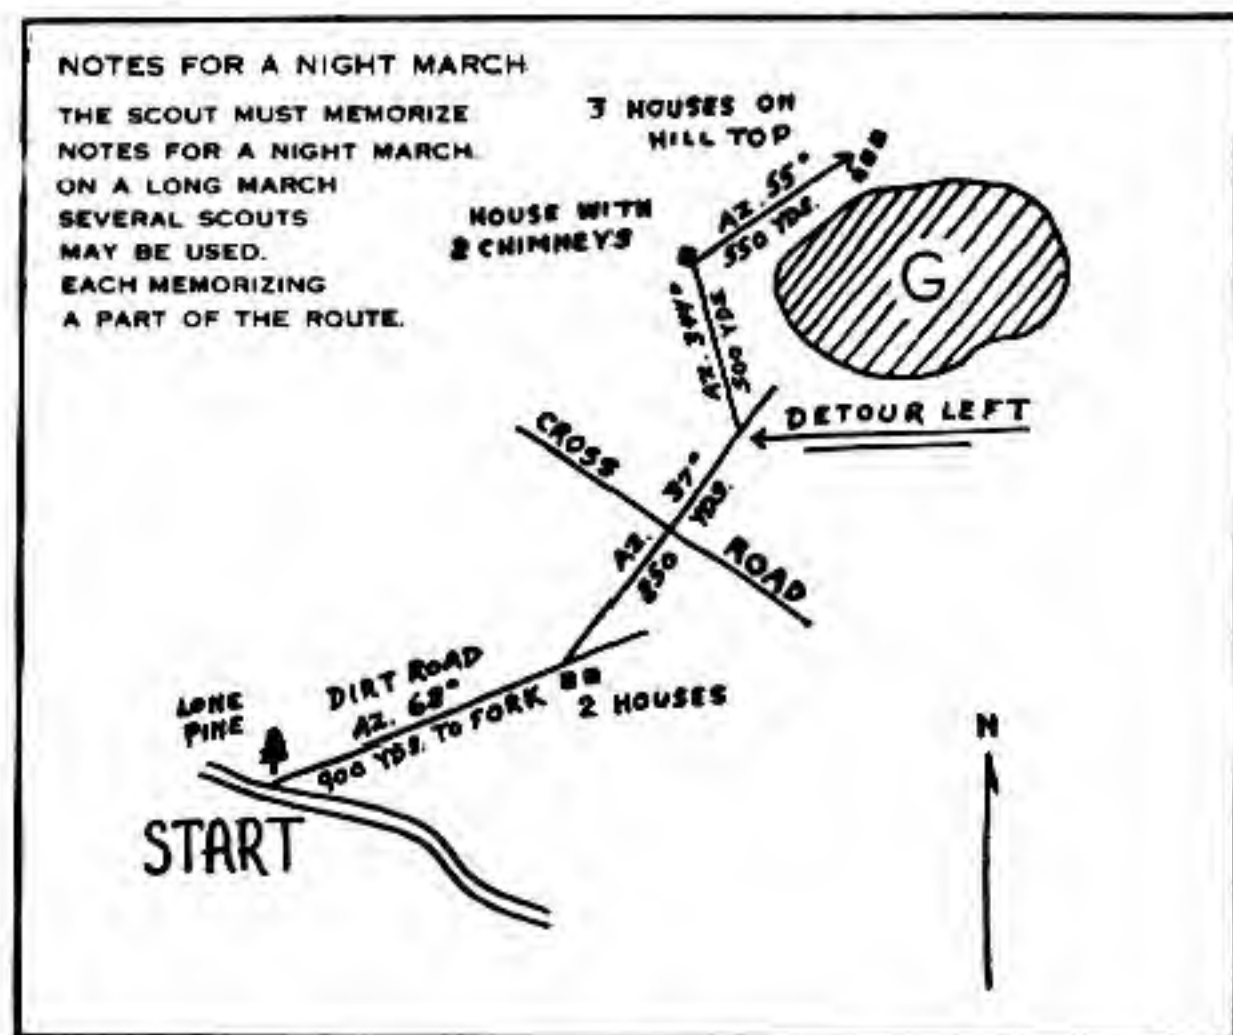 NOTES FOR A NIGHT MARCH
THE SCOUT MUST MEMORIZE
NOTES FOR A NIGHT MARCH.
ON A LONG MARCH
SEVERAL SCOUTS
MAY BE USED.
EACH MEMORIZING
A PART OF THE ROUTE.
3 HOUSES ON
HILL TOP
AZ. 55°
550 YDS.
HOUSE WITH
2 CHIMNEYS
G
AZ. 344°
500 YDS
DETOUR LEFT
CROSS
ROAD
AZ. 37°
850 YDS.
DIRT ROAD
AZ. 68°
900 YDS. TO FORK
2 HOUSES
LONE
PINE
START
N